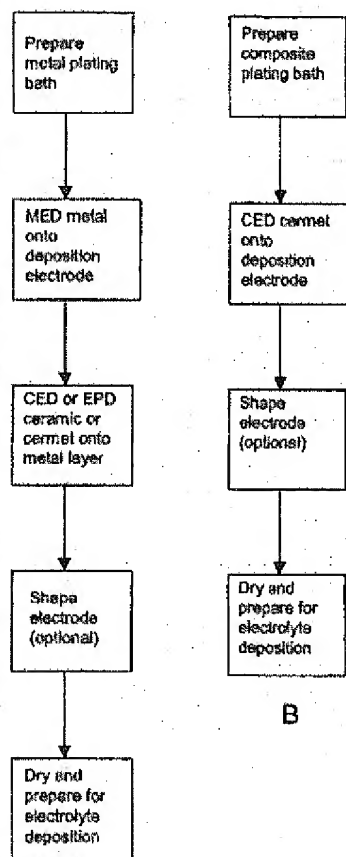 Prepare
metal plating
bath
MED metal
onto
deposition
electrode
CED or EPD
ceramic or
cermet onto
metal layer
Shape
electrode
(optional)
Dry and
prepare for
electrolyte
deposition
Prepare
composite
plating bath
CED cermet
onto
deposition
electrode
Shape
electrode
(optional)
Dry and
prepare for
electrolyte
deposition
B